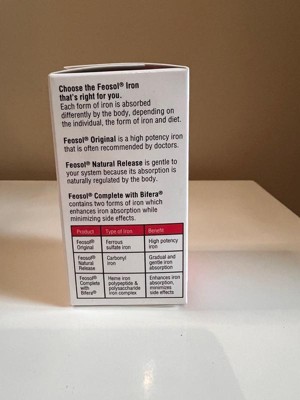 Choose the Feosol® Iron
that's right for you.
Each form of iron is absorbed
differently by the body, depending on
the individual, the form of iron and diet.
Feosol® Original is a high potency iron
that is often recommended by doctors.
Feosol® Natural Release is gentle to
your system because its absorption is
naturally regulated by the body.
Feosol® Complete with Bifera®
contains two forms of iron which
enhances iron absorption while
minimizing side effects.
Product Type of Iron Benefit
Feosol® Original Ferrous sulfate iron High potency iron
Feosol® Natural Release Carbonyl iron Gradual and gentle iron absorption
Feosol® Complete with Bifera® Heme iron polypeptide & polysaccharide iron complex Enhances iron absorption, minimizes side effects